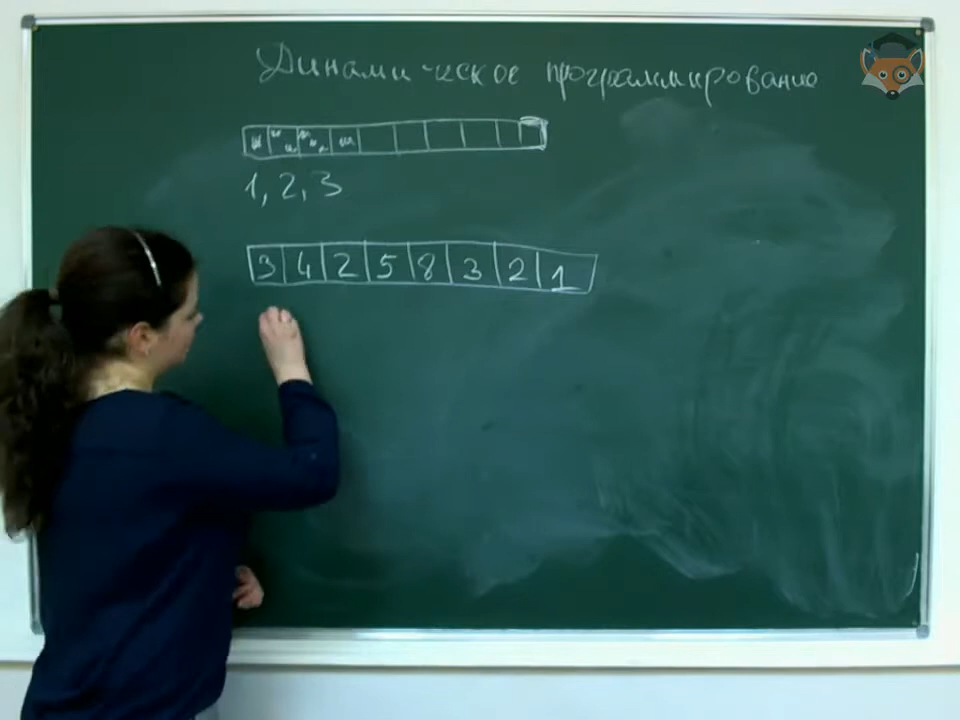 Динамическое программирование
1, 2, 3
3 4 2 5 8 3 2 1